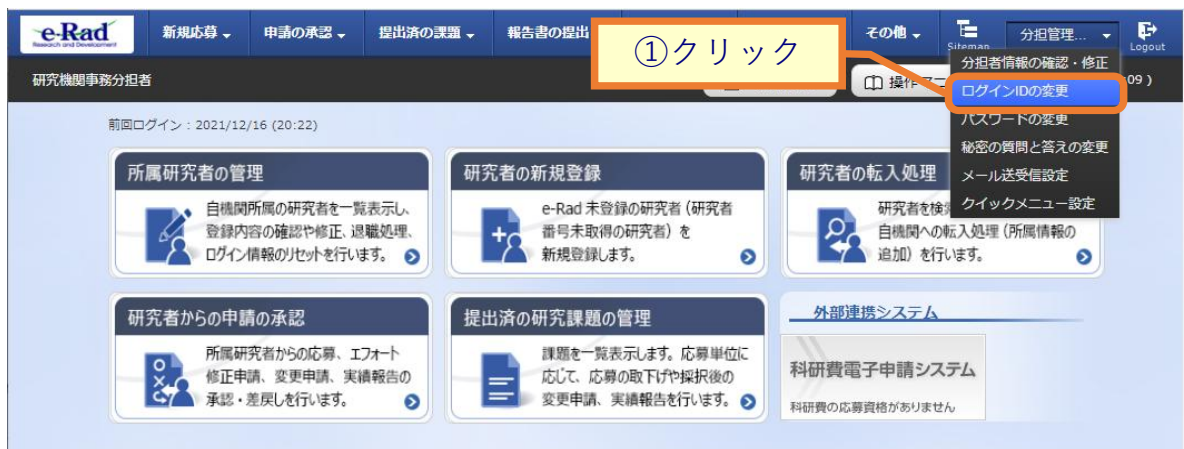 e-Rad
Research and Development
新規応募
申請の承認
提出済の課題
報告書の提出
その他
Sitemap
分担管理...
Logout
①クリック
研究機関事務分担者
操作マニ
09 )
分担者情報の確認・修正
ログインIDの変更
パスワードの変更
秘密の質問と答えの変更
メール送受信設定
クイックメニュー設定
前回ログイン : 2021/12/16 (20:22)
所属研究者の管理
自機関所属の研究者を一覧表示し、
登録内容の確認や修正、退職処理、
ログイン情報のリセットを行います。
研究者の新規登録
e-Rad 未登録の研究者（研究者
番号未取得の研究者）を
新規登録します。
研究者の転入処理
研究者を検
自機関への転入処理（所属情報の
追加）を行います。
研究者からの申請の承認
所属研究者からの応募、エフォート
修正申請、変更申請、実績報告の
承認・差戻しを行います。
提出済の研究課題の管理
課題を一覧表示します。応募単位に
応じて、応募の取下げや採択後の
変更申請、実績報告を行います。
外部連携システム
科研費電子申請システム
科研費の応募資格がありません